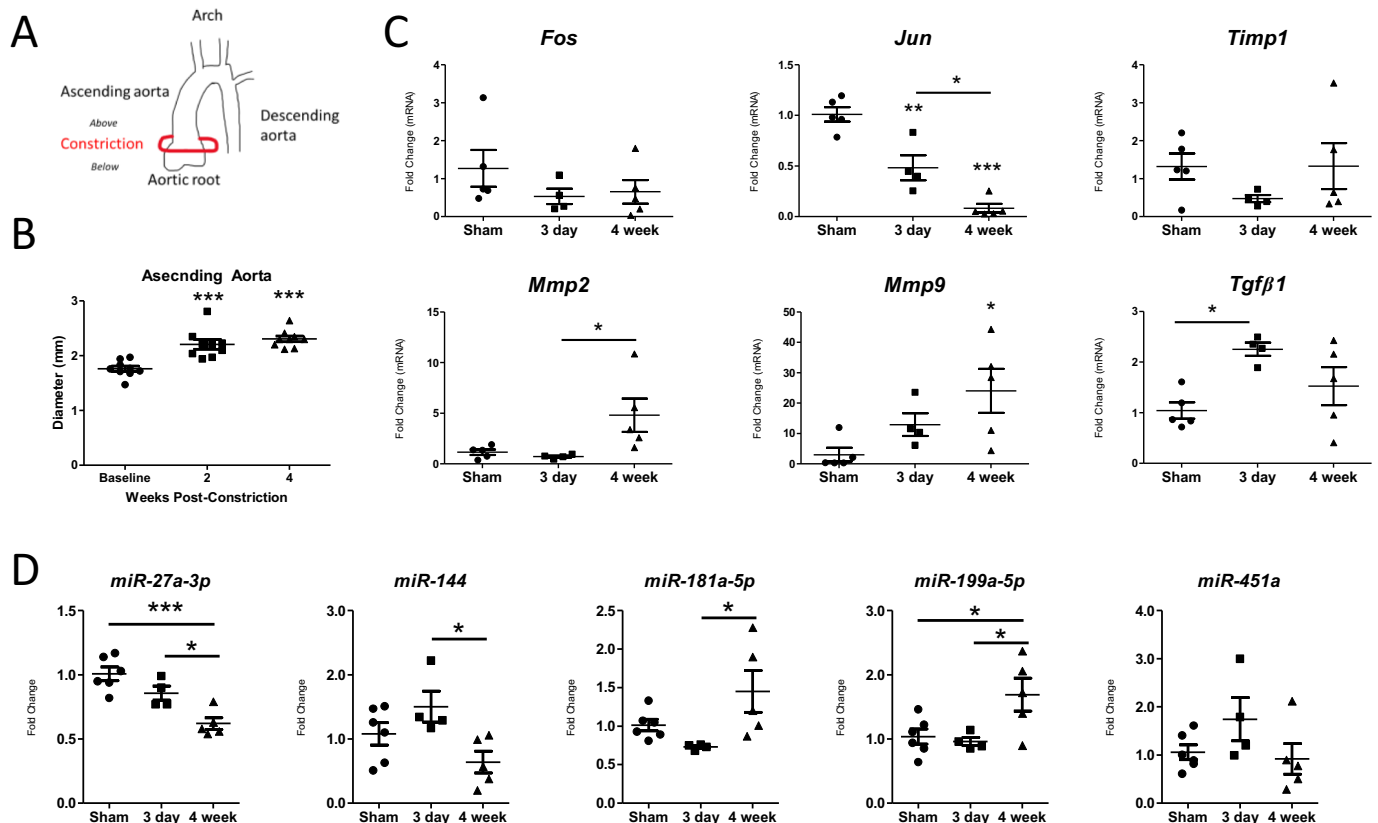 A
Arch
Ascending aorta
Above
Constriction
Below
Descending
aorta
Aortic root
B
Asecnding Aorta
Diameter (mm)
3
2
1
0
*** ***
Baseline 2 4
Weeks Post-Constriction
C
Fos
Fold Change (mRNA)
4
3
2
1
0
Sham 3 day 4 week
Jun
Fold Change (mRNA)
1.5
1.0
0.5
0.0
*
**
***
Sham 3 day 4 week
Timp1
Fold Change (mRNA)
4
3
2
1
0
Sham 3 day 4 week
Mmp2
Fold Change (mRNA)
15
10
5
0
*
Sham 3 day 4 week
Mmp9
Fold Change (mRNA)
50
40
30
20
10
0
*
Sham 3 day 4 week
Tgfβ1
Fold Change (mRNA)
3
2
1
0
*
Sham 3 day 4 week
D
miR-27a-3p
Fold Change
1.5
1.0
0.5
0.0
***
*
Sham 3 day 4 week
miR-144
Fold Change
3.0
2.0
1.0
0.0
*
Sham 3 day 4 week
miR-181a-5p
Fold Change
2.5
2.0
1.5
1.0
0.5
0.0
*
Sham 3 day 4 week
miR-199a-5p
Fold Change
3.0
2.0
1.0
0.0
*
*
Sham 3 day 4 week
miR-451a
Fold Change
4.0
3.0
2.0
1.0
0.0
Sham 3 day 4 week